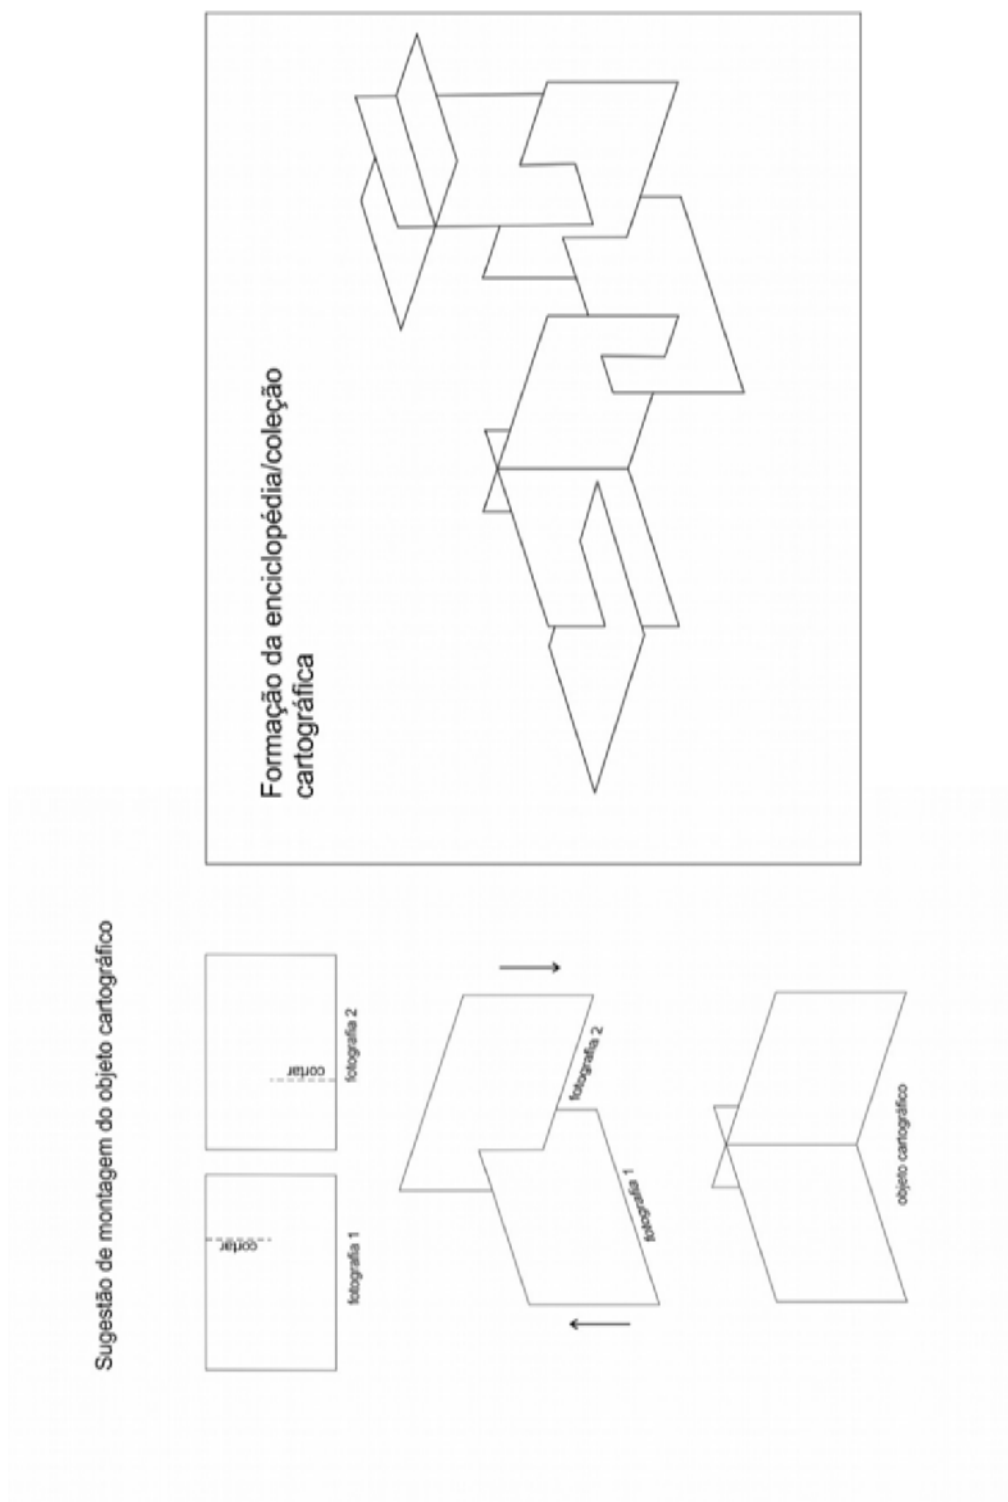 Sugestão de montagem do objeto cartográfico
cortar
fotografia 1
cortar
fotografia 2
fotografia 1
fotografia 2
objeto cartográfico
Formação da enciclopédia/coleção
cartográfica